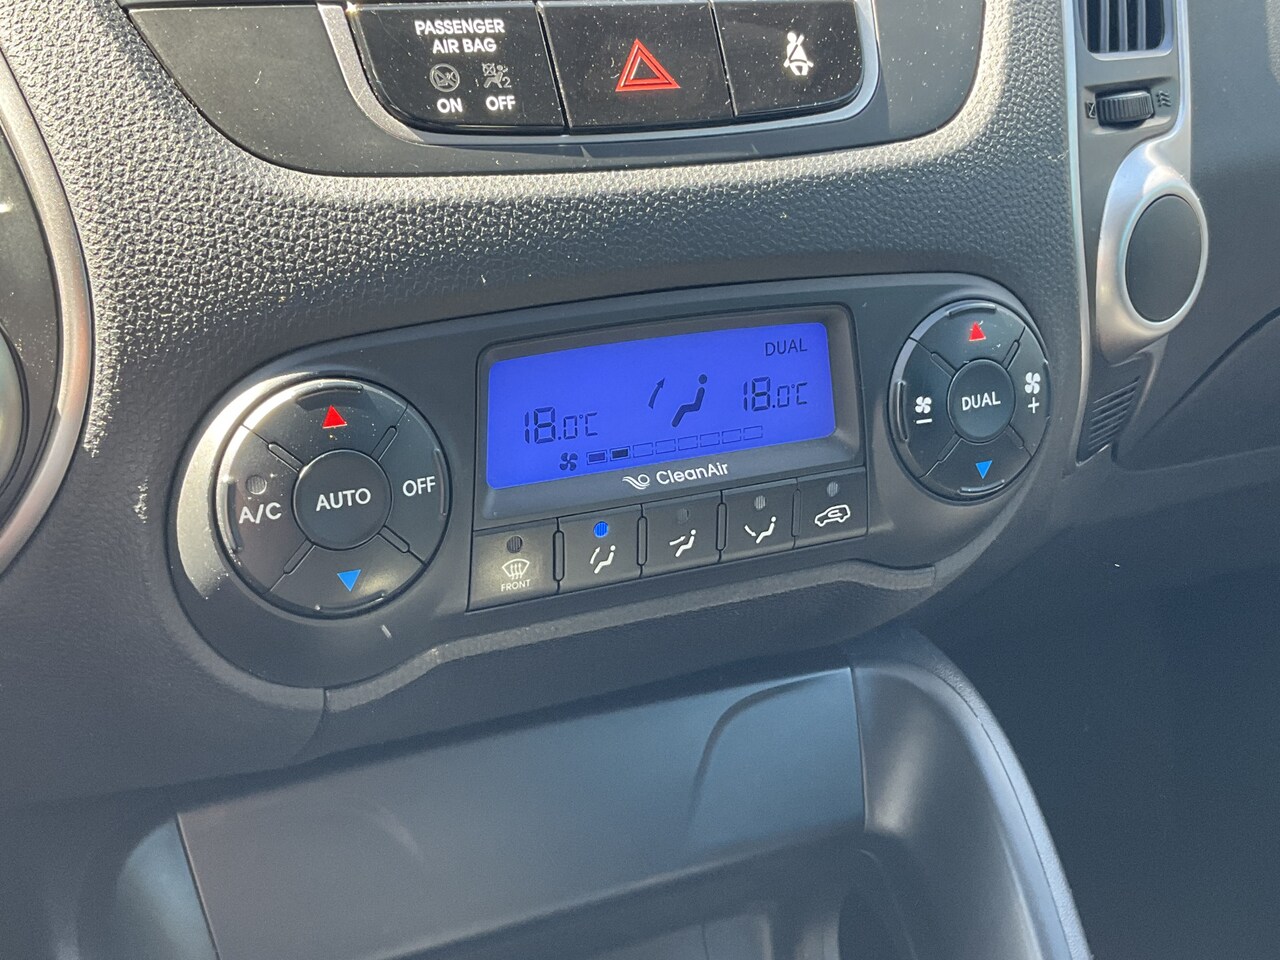 PASSENGER
AIR BAG
ON OFF
DUAL
18.0°C 18.0°C
CleanAir
A/C AUTO OFF
DUAL
FRONT